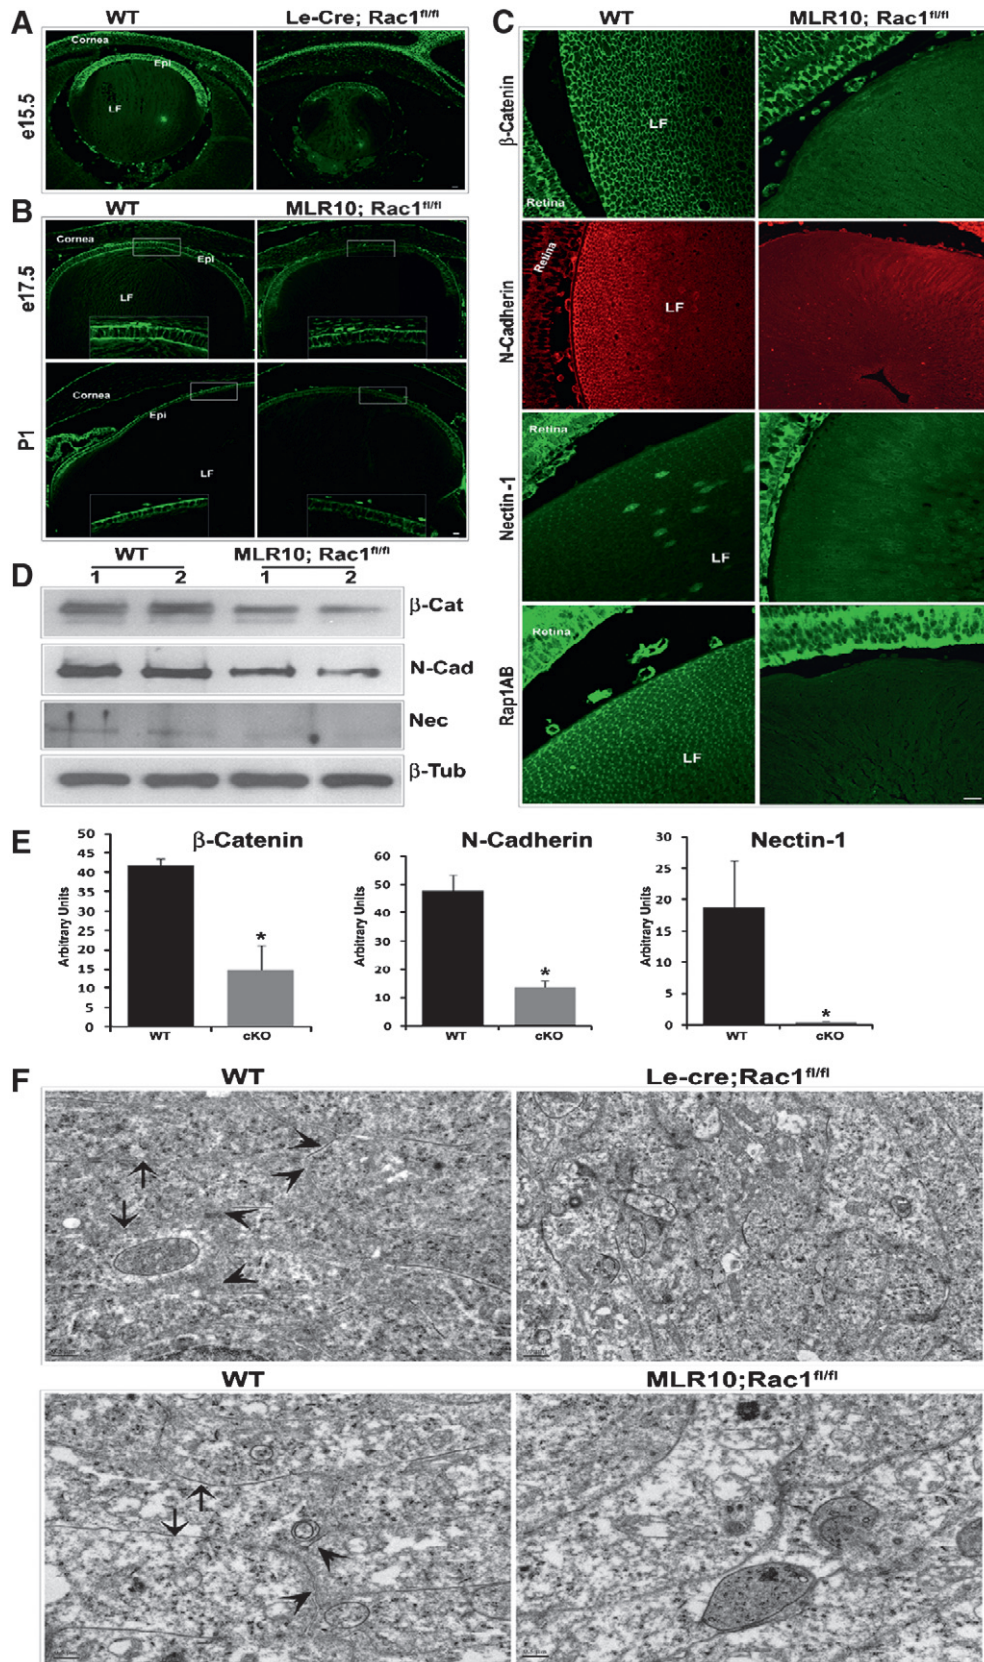 A
WT
Le-Cre; Rac1fl/fl
e15.5
Cornea
Epi
LF
B
WT
MLR10; Rac1fl/fl
e17.5
Cornea
Epi
LF
P1
Cornea
Epi
LF
C
WT
MLR10; Rac1fl/fl
β-Catenin
LF
Retina
N-Cadherin
Retina
LF
Nectin-1
Retina
LF
Rap1AB
Retina
LF
D
WT
MLR10; Rac1fl/fl
1 2 1 2
β-Cat
N-Cad
Nec
β-Tub
E
β-Catenin
Arbitrary Units
50
45
40
35
30
25
20
15
10
5
0
*
WT
cKO
N-Cadherin
Arbitrary Units
60
50
40
30
20
10
0
*
WT
cKO
Nectin-1
Arbitrary Units
30
25
20
15
10
5
0
*
WT
cKO
F
WT
Le-cre;Rac1fl/fl
WT
MLR10;Rac1fl/fl